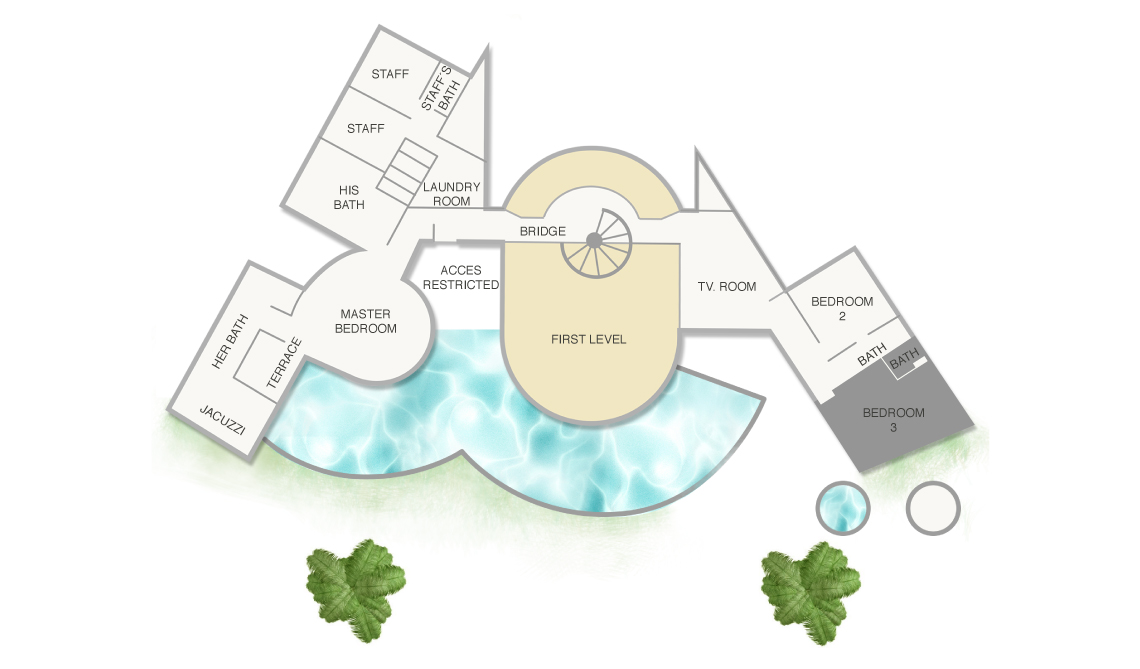 STAFF
STAFF'S
BATH
STAFF
HIS
BATH
LAUNDRY
ROOM
BRIDGE
ACCES
RESTRICTED
TV. ROOM
BEDROOM
2
MASTER
BEDROOM
FIRST LEVEL
HER BATH
TERRACE
BATH
BATH
JACUZZI
BEDROOM
3